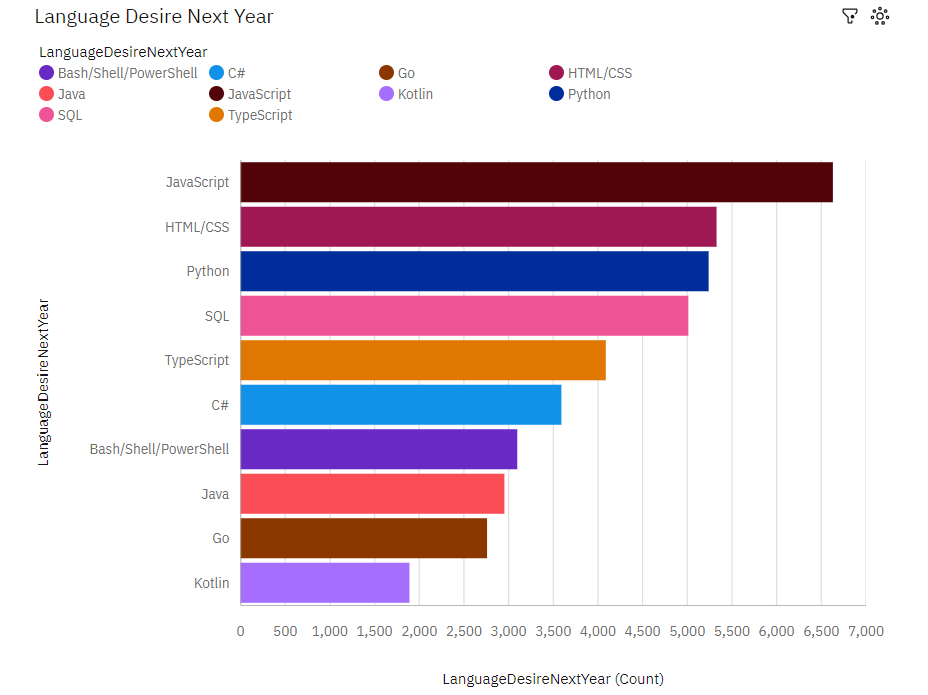 Language Desire Next Year
LanguageDesireNextYear
Bash/Shell/PowerShell C# Go HTML/CSS
Java JavaScript Kotlin Python
SQL TypeScript
LanguageDesireNextYear
JavaScript
HTML/CSS
Python
SQL
TypeScript
C#
Bash/Shell/PowerShell
Java
Go
Kotlin
0 500 1,000 1,500 2,000 2,500 3,000 3,500 4,000 4,500 5,000 5,500 6,000 6,500 7,000
LanguageDesireNextYear (Count)